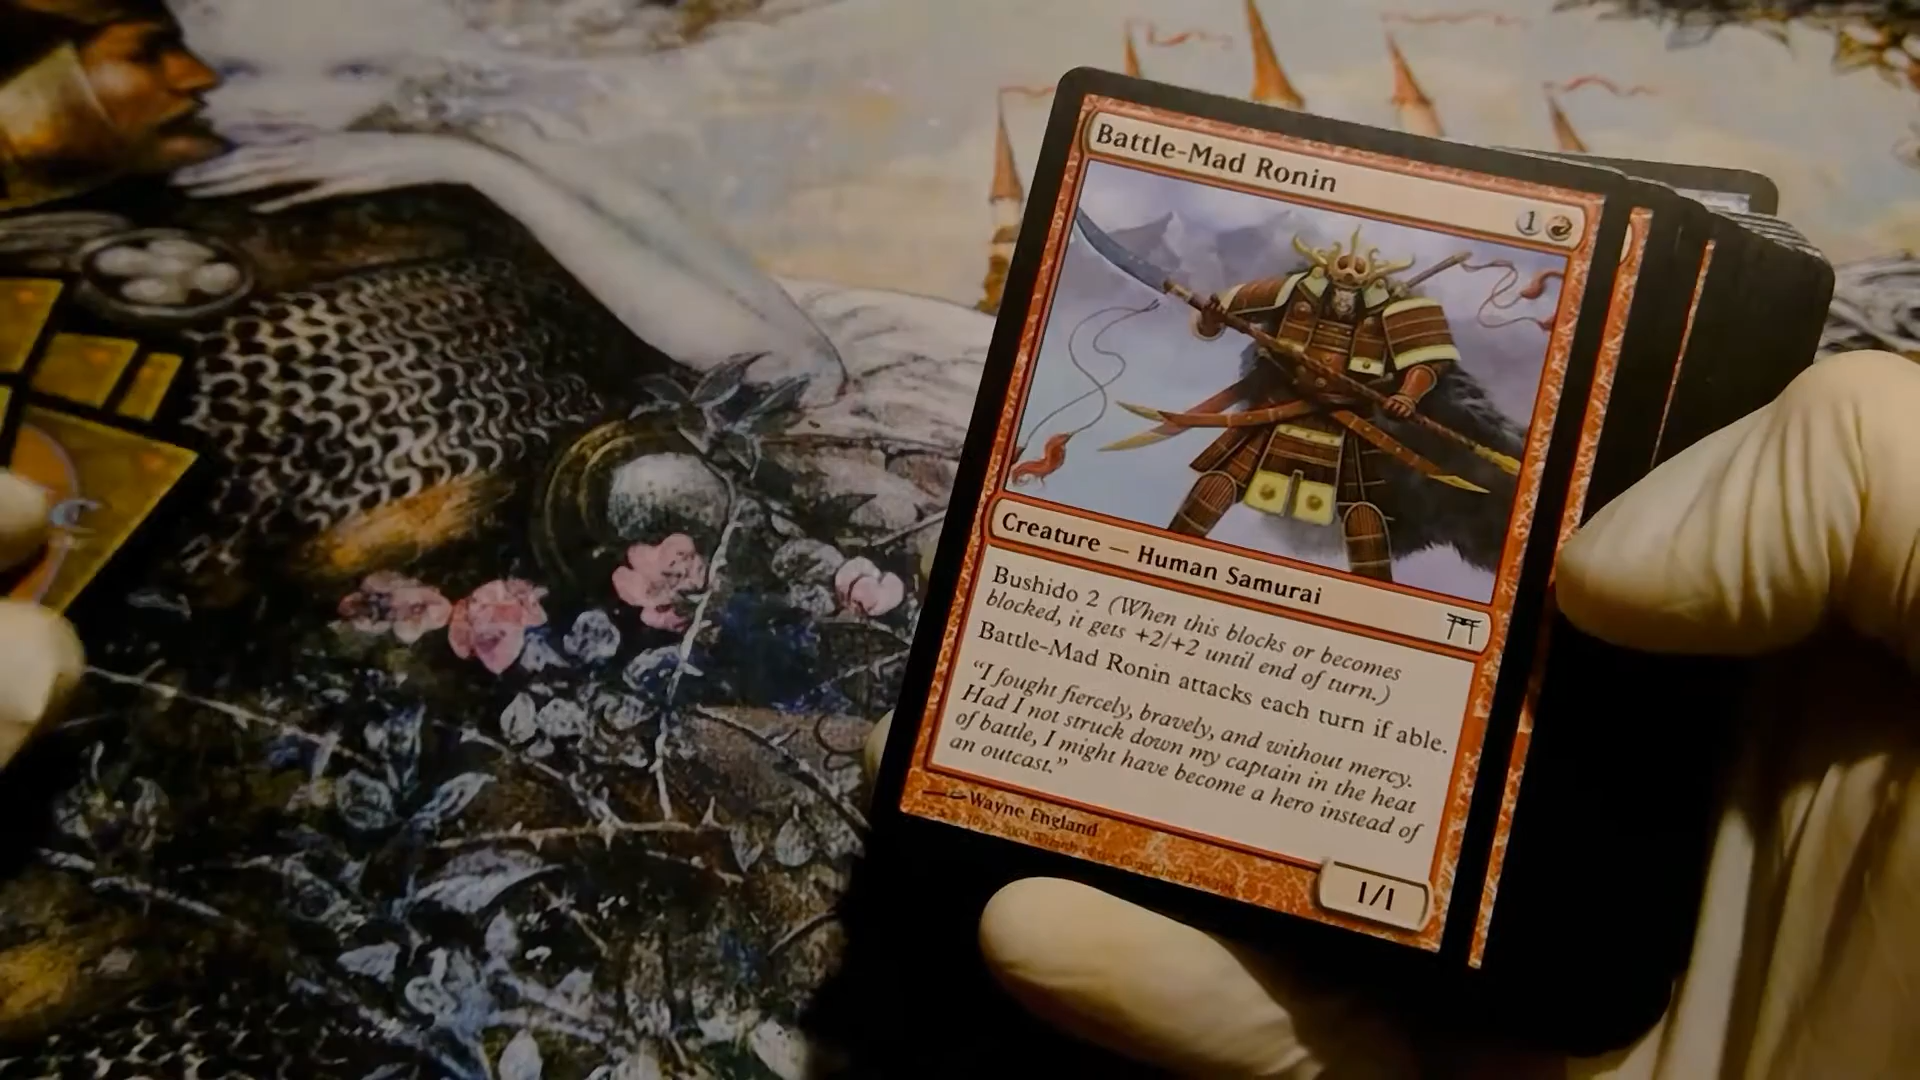 Battle-Mad Ronin
1
Creature — Human Samurai
Bushido 2 (When this blocks or becomes
blocked, it gets +2/+2 until end of turn.)
Battle-Mad Ronin attacks each turn if able.
“I fought fiercely, bravely, and without mercy.
Had I not struck down my captain in the heat
of battle, I might have become a hero instead of
an outcast.”
Wayne England
1/1